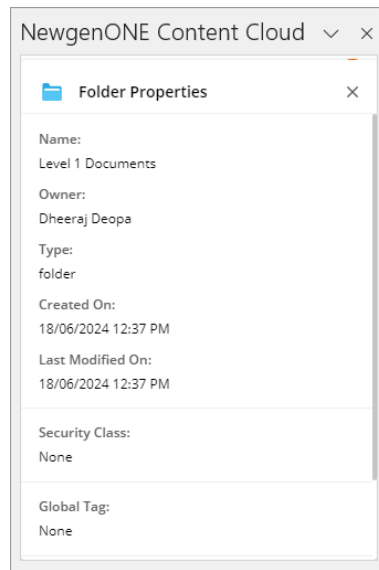 NewgenONE Content Cloud
Folder Properties
Name:
Level 1 Documents
Owner:
Dheeraj Deopa
Type:
folder
Created On:
18/06/2024 12:37 PM
Last Modified On:
18/06/2024 12:37 PM
Security Class:
None
Global Tag:
None